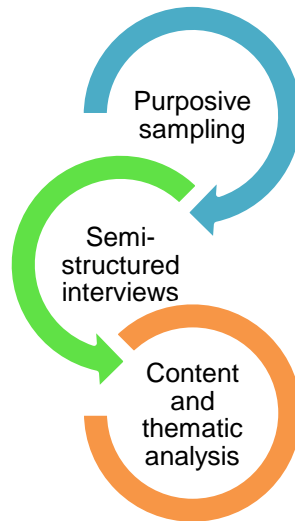 Purposive
sampling
Semi-
structured
interviews
Content
and
thematic
analysis